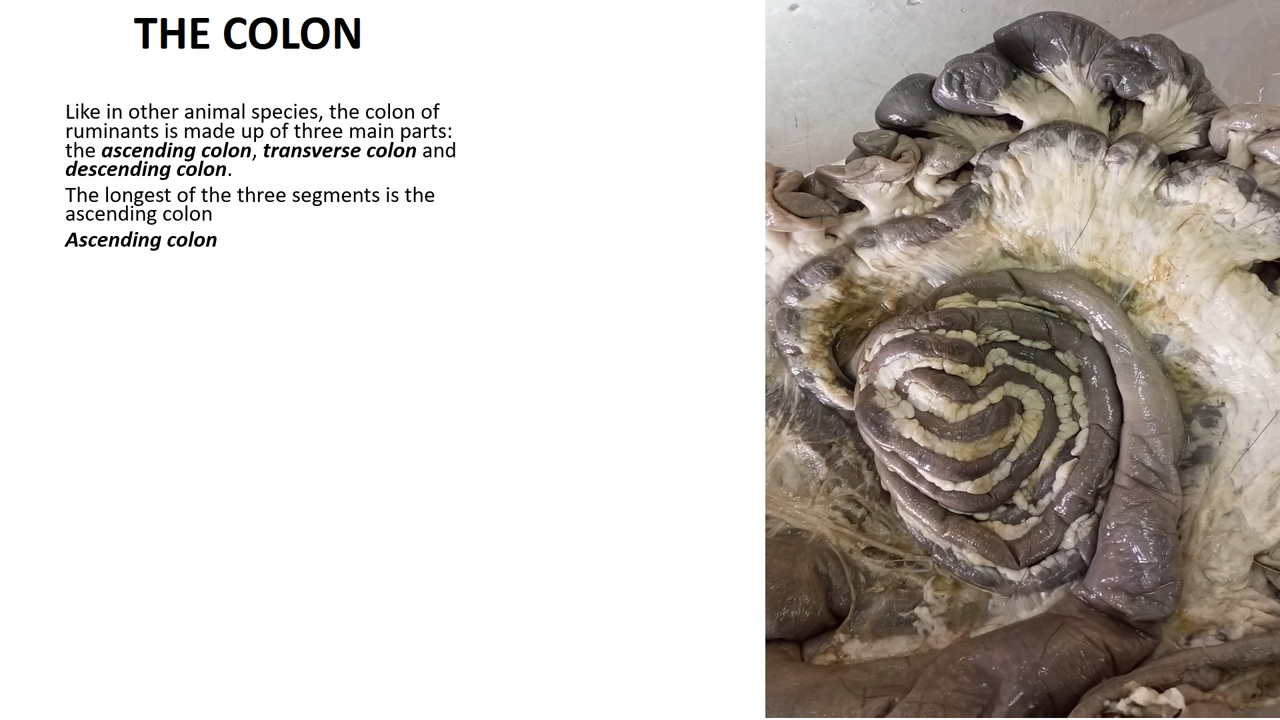 THE COLON
Like in other animal species, the colon of
ruminants is made up of three main parts:
the ascending colon, transverse colon and
descending colon.
The longest of the three segments is the
ascending colon
Ascending colon